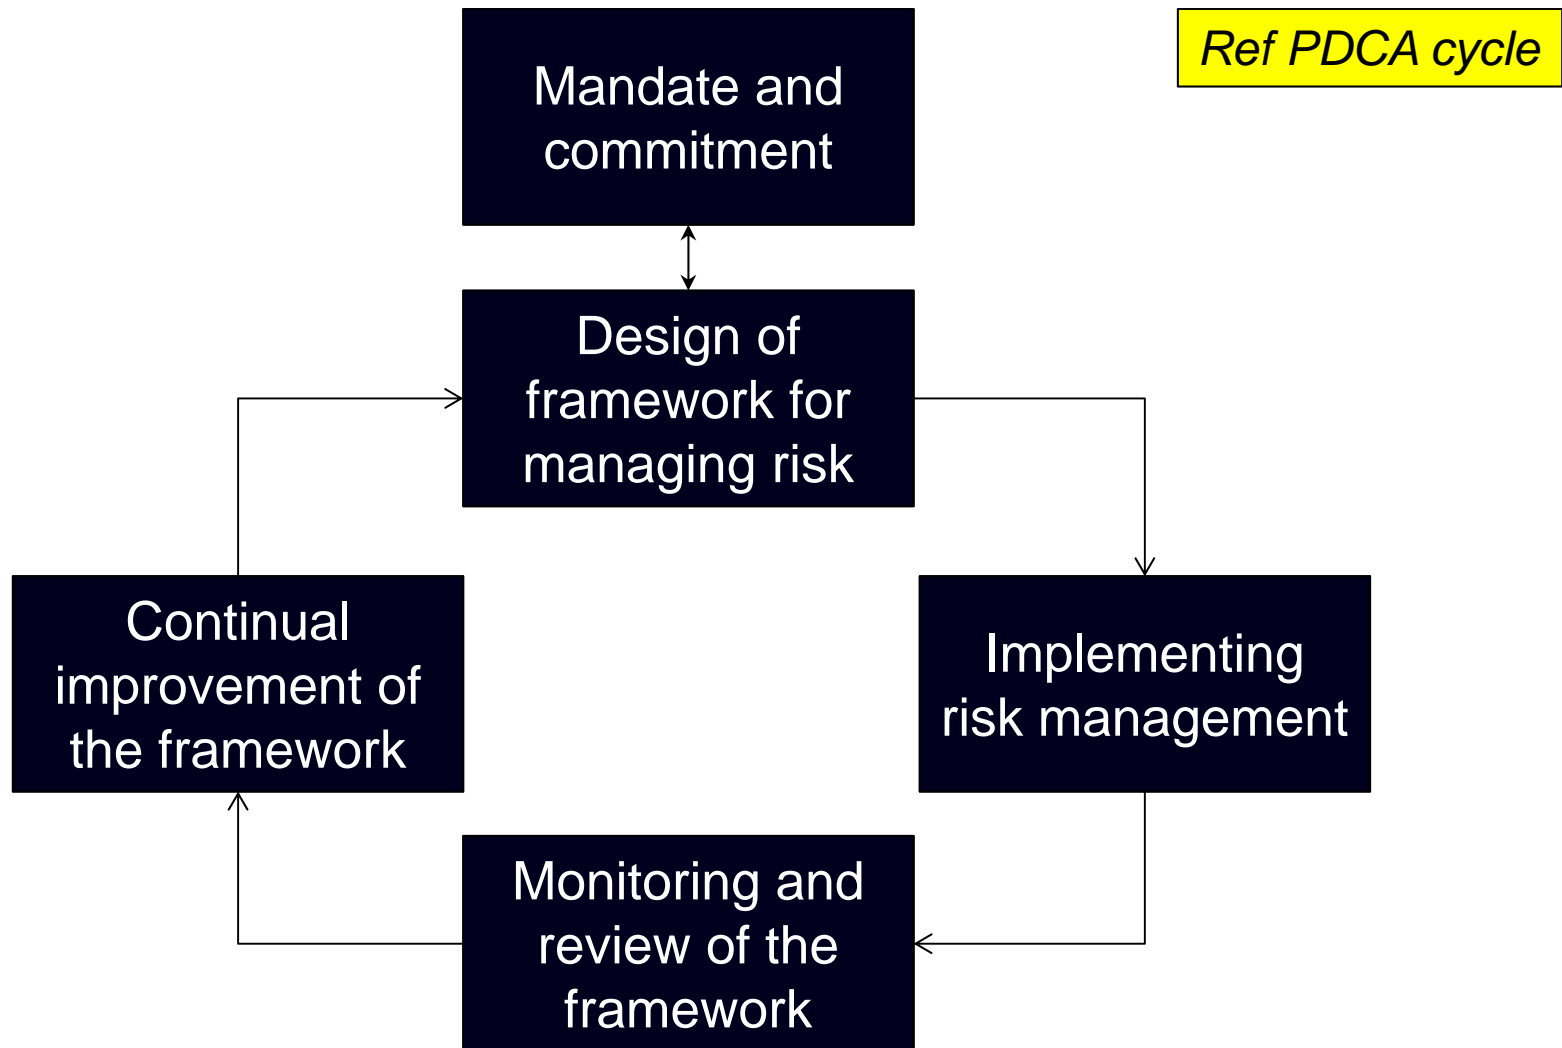 Mandate and
commitment
Ref PDCA cycle
Design of
framework for
managing risk
Continual
improvement of
the framework
Implementing
risk management
Monitoring and
review of the
framework